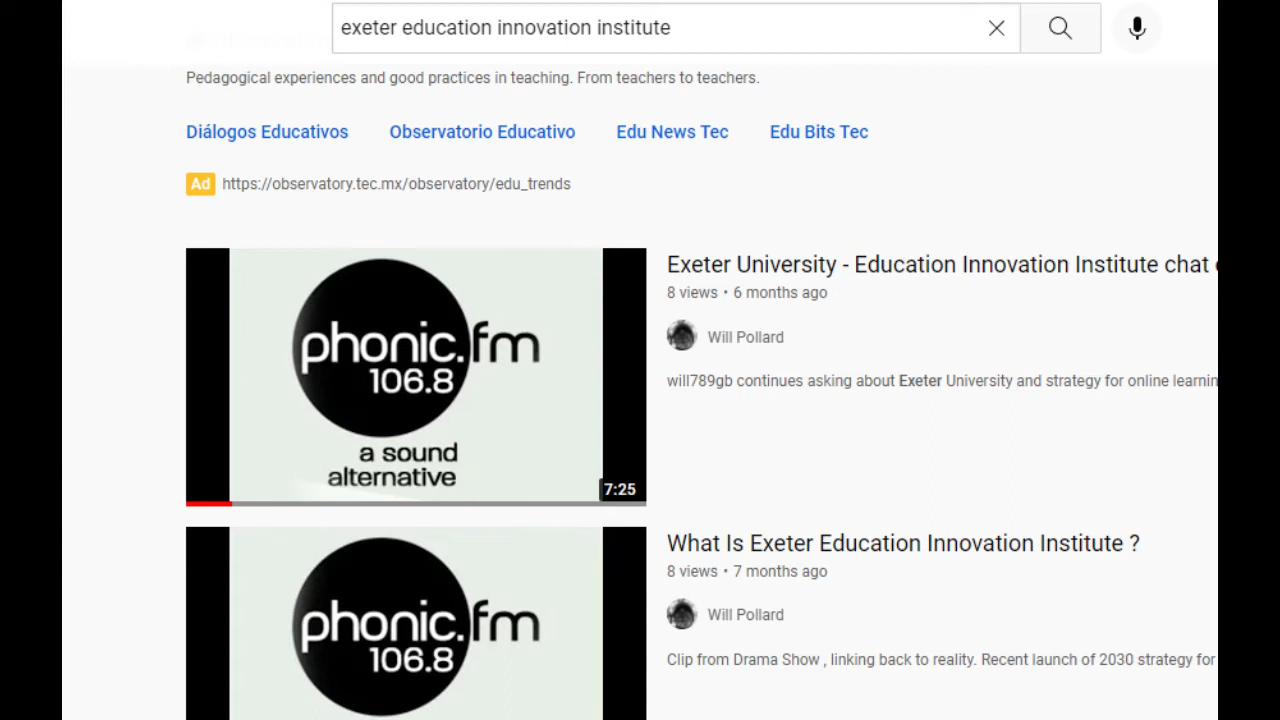 exeter education innovation institute
Pedagogical experiences and good practices in teaching. From teachers to teachers.
Diálogos Educativos Observatorio Educativo Edu News Tec Edu Bits Tec
Ad https://observatory.tec.mx/observatory/edu_trends
phonic.fm
106.8
a sound
alternative
7:25
Exeter University - Education Innovation Institute chat
8 views • 6 months ago
Will Pollard
will789gb continues asking about Exeter University and strategy for online learnin
phonic.fm
106.8
What Is Exeter Education Innovation Institute ?
8 views • 7 months ago
Will Pollard
Clip from Drama Show , linking back to reality. Recent launch of 2030 strategy for